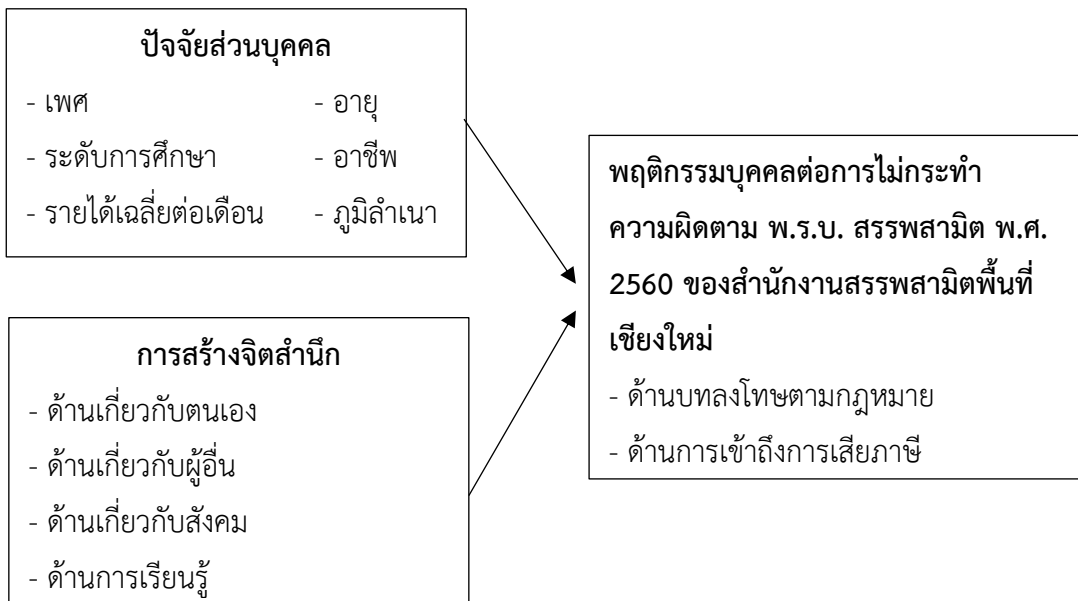 ปัจจัยส่วนบุคคล
- เพศ - อายุ
- ระดับการศึกษา - อาชีพ
- รายได้เฉลี่ยต่อเดือน - ภูมิลำเนา
การสร้างจิตสำนึก
- ด้านเกี่ยวกับตนเอง
- ด้านเกี่ยวกับผู้อื่น
- ด้านเกี่ยวกับสังคม
- ด้านการเรียนรู้
พฤติกรรมบุคคลต่อการไม่กระทำ
ความผิดตาม พ.ร.บ. สรรพสามิต พ.ศ.
2560 ของสำนักงานสรรพสามิตพื้นที่
เชียงใหม่
- ด้านบทลงโทษตามกฎหมาย
- ด้านการเข้าถึงการเสียภาษี